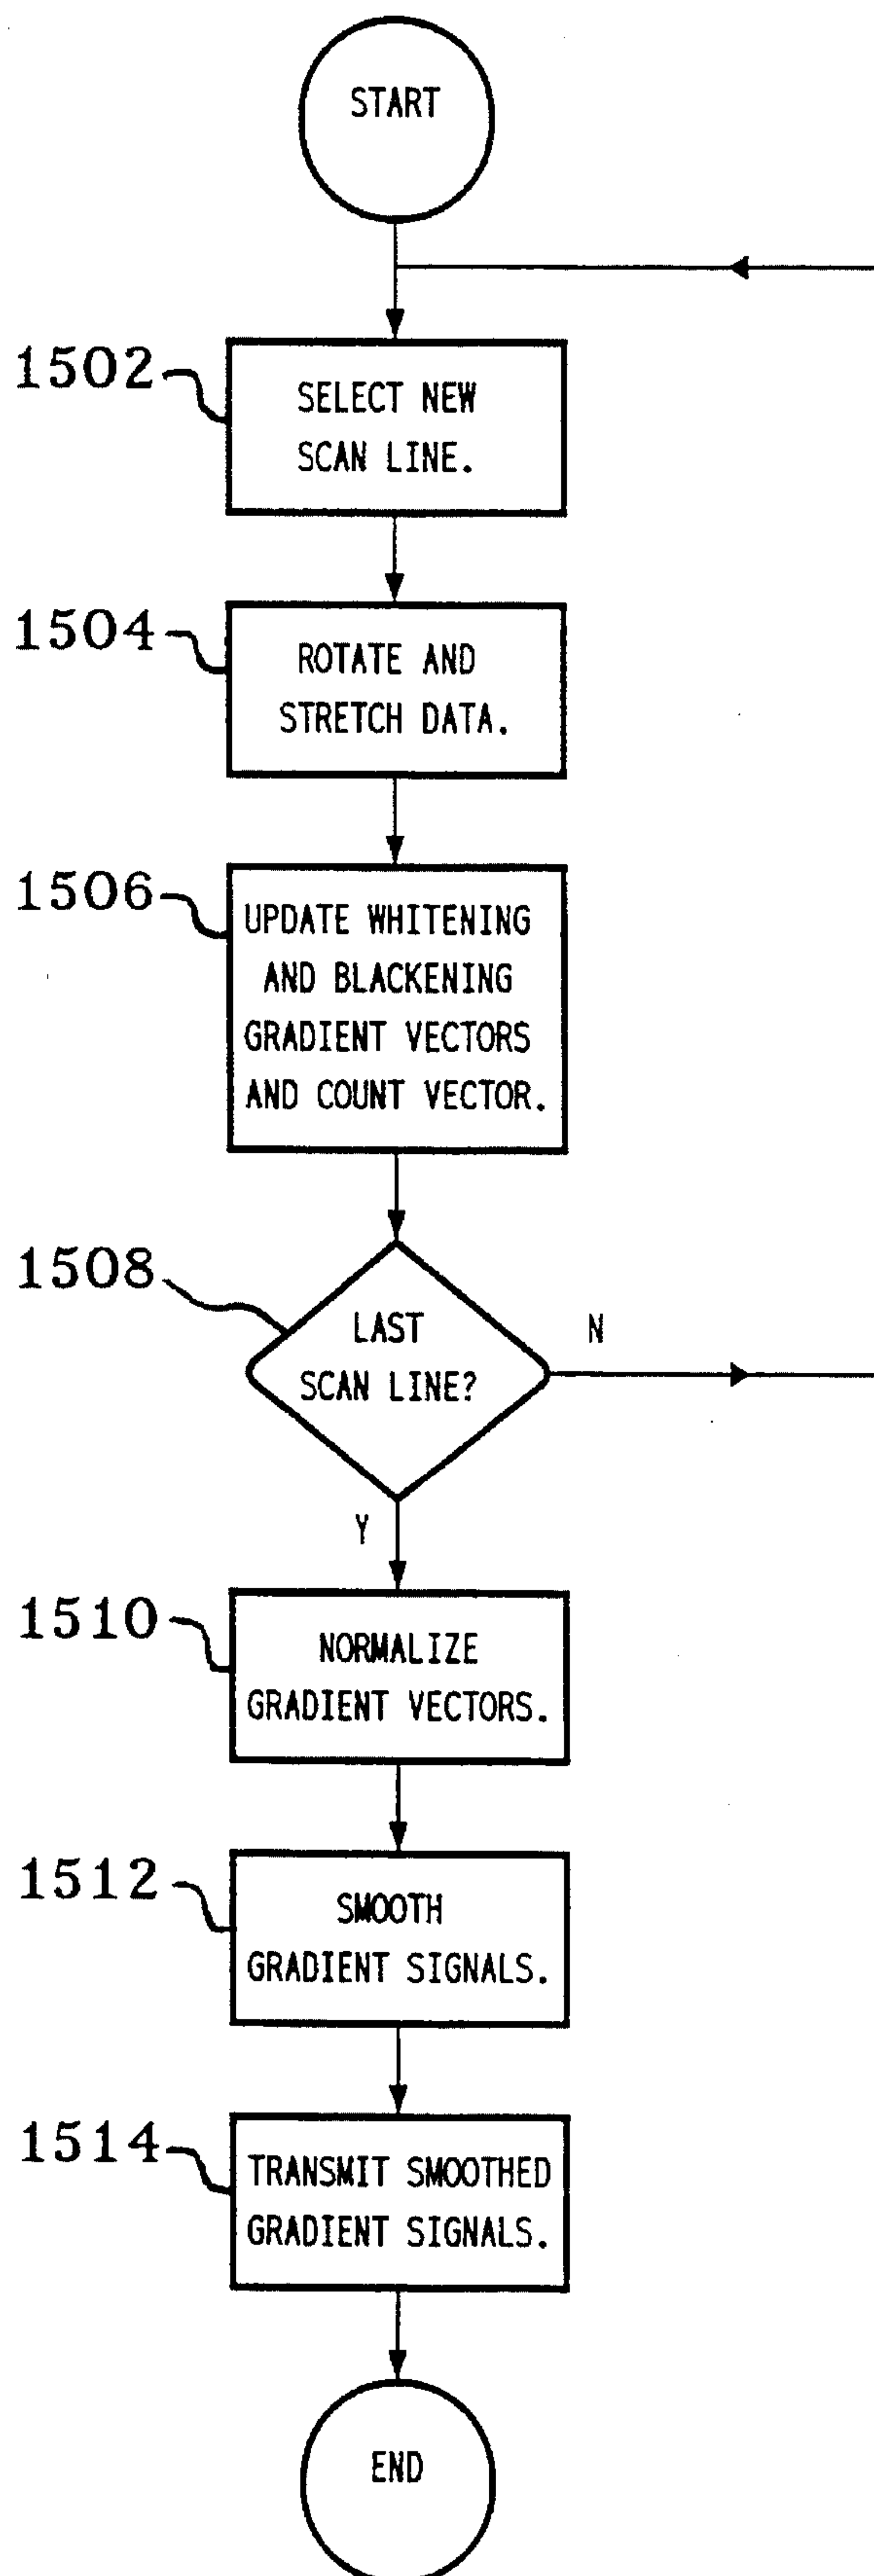 START
1502
SELECT NEW
SCAN LINE.
1504
ROTATE AND
STRETCH DATA.
1506
UPDATE WHITENING
AND BLACKENING
GRADIENT VECTORS
AND COUNT VECTOR.
1508
LAST
SCAN LINE?
N
Y
1510
NORMALIZE
GRADIENT VECTORS.
1512
SMOOTH
GRADIENT SIGNALS.
1514
TRANSMIT SMOOTHED
GRADIENT SIGNALS.
END